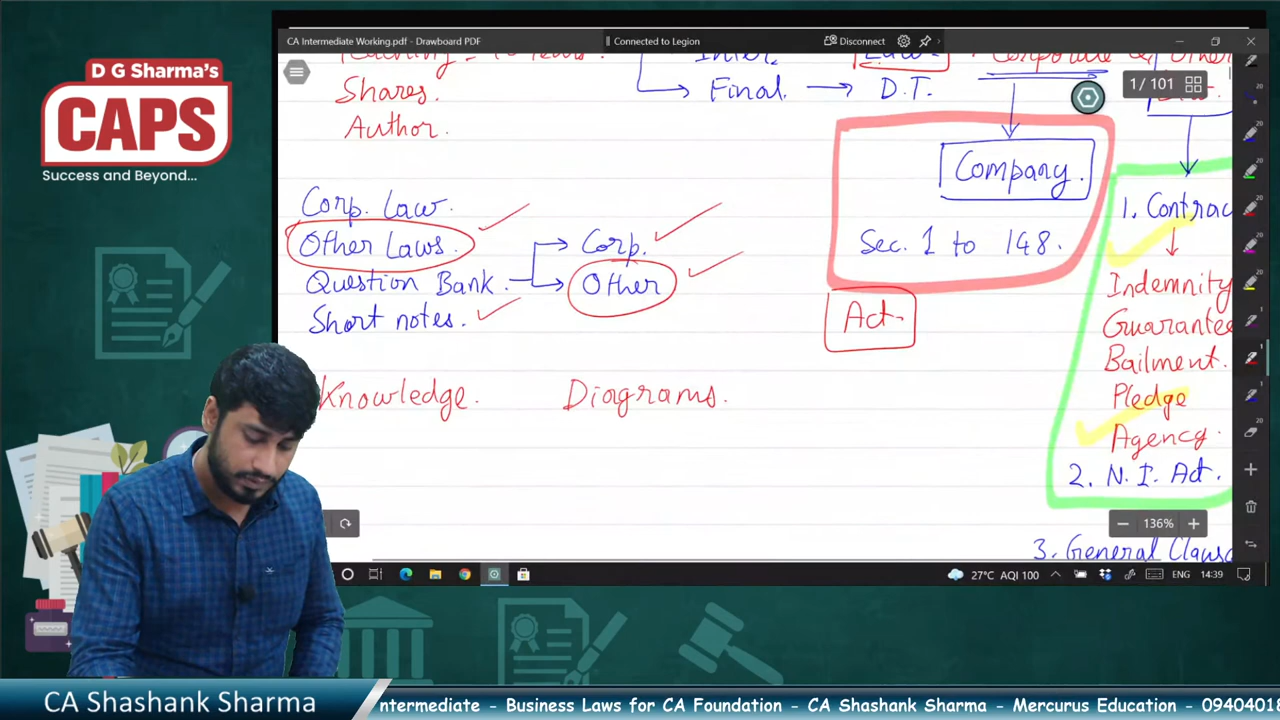 D G Sharma's
CAPS
Success and Beyond...
CA Intermediate Working.pdf - Drawboard PDF
Connected to Legion
Disconnect
1 / 101
Shares.
Author.
Final.
D.T.
Company.
Sec. 1 to 148.
Act.
Corp. Law.
Other Laws.
Question Bank
Short notes.
Corp.
Other
Knowledge.
Diagrams.
1. Contrac
Indemnity
Guarantee
Bailment.
Pledge
Agency.
2. N. I. Act.
3. General Claus
136%
27°C AQI 100
ENG
14:39
CA Shashank Sharma
ntermediate - Business Laws for CA Foundation - CA Shashank Sharma - Mercurus Education - 09404018